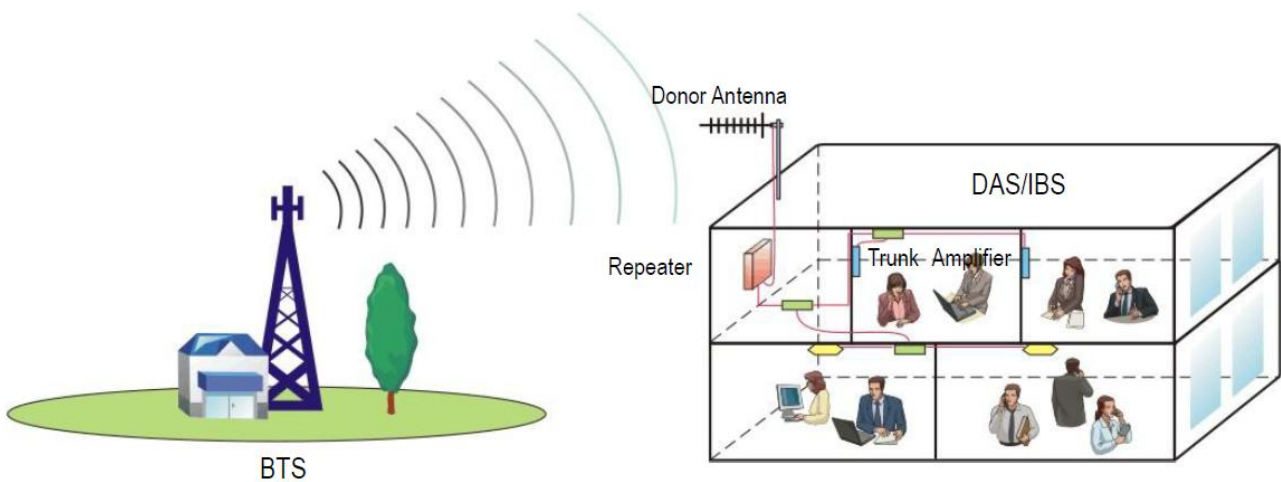 Donor Antenna
DAS/IBS
Repeater
Trunk Amplifier
BTS